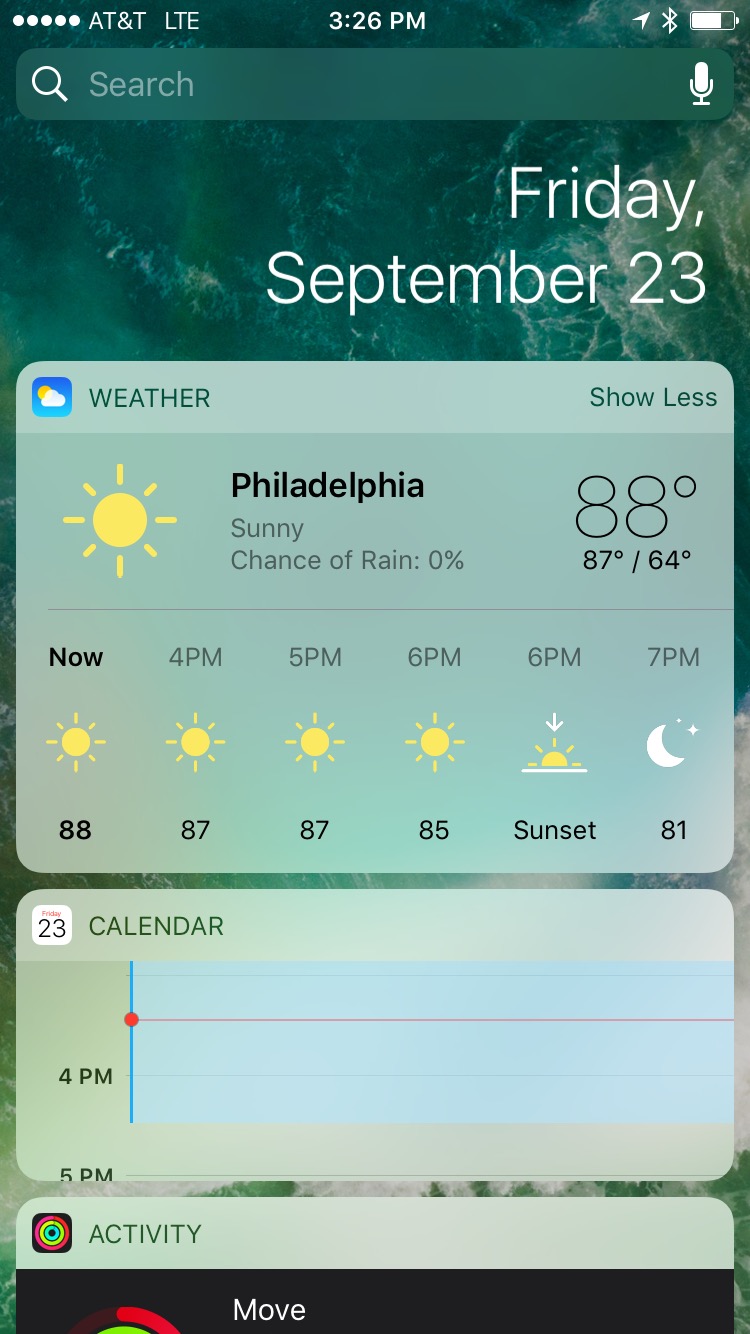 AT&T LTE 3:26 PM
Search
Friday,
September 23
WEATHER Show Less
Philadelphia
88°
Sunny
Chance of Rain: 0%
87° / 64°
Now 4PM 5PM 6PM 6PM 7PM
88 87 87 85 Sunset 81
Friday
23
CALENDAR
4 PM
5 PM
ACTIVITY
Move